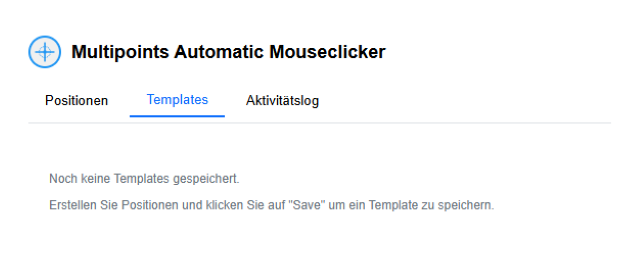 Multipoints Automatic Mouseclicker
Positionen Templates Aktivitätslog
Noch keine Templates gespeichert.
Erstellen Sie Positionen und klicken Sie auf "Save" um ein Template zu speichern.